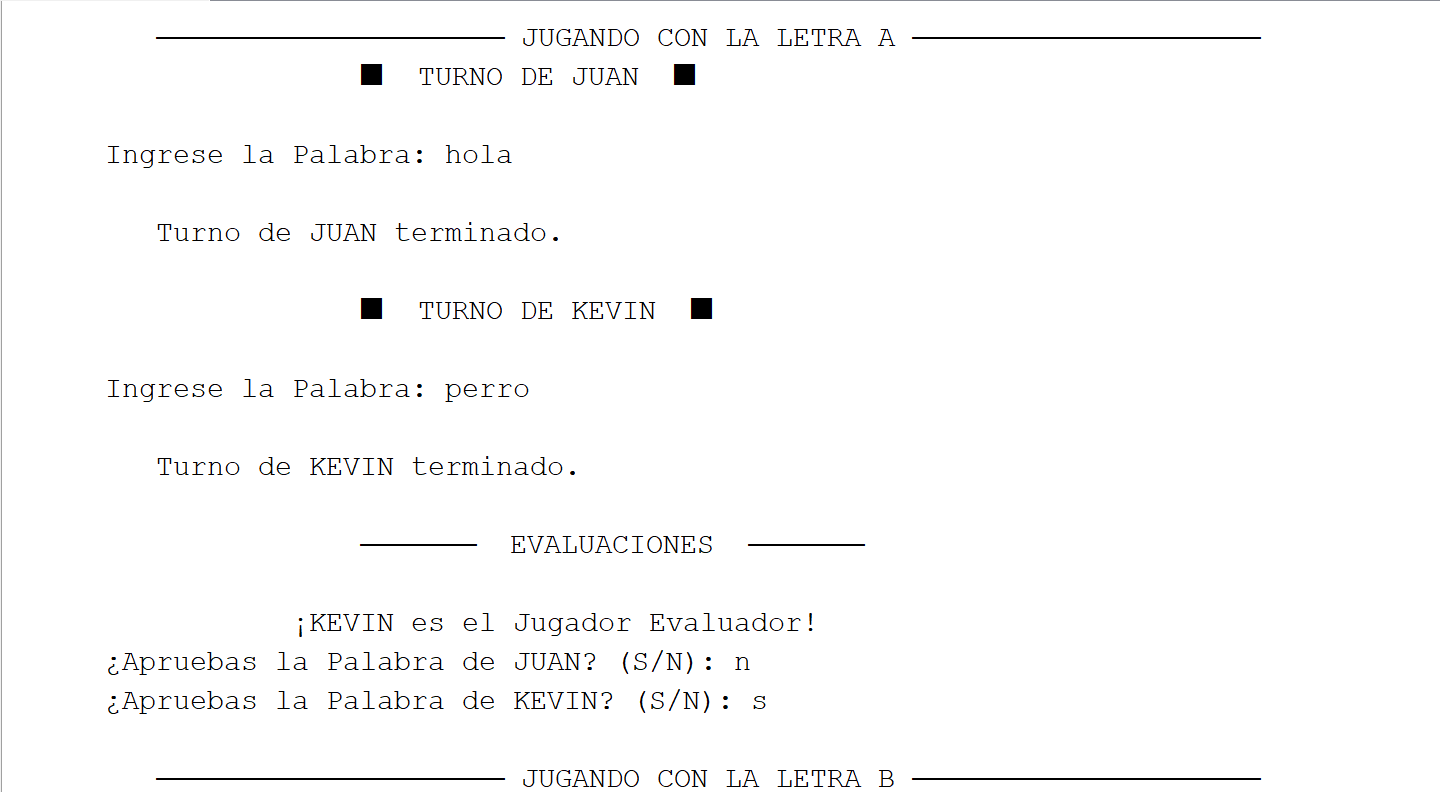 JUGANDO CON LA LETRA A
■ TURNO DE JUAN ■
Ingrese la Palabra: hola
Turno de JUAN terminado.
■ TURNO DE KEVIN ■
Ingrese la Palabra: perro
Turno de KEVIN terminado.
EVALUACIONES
¡KEVIN es el Jugador Evaluador!
¿Apruebas la Palabra de JUAN? (S/N): n
¿Apruebas la Palabra de KEVIN? (S/N): s
JUGANDO CON LA LETRA B